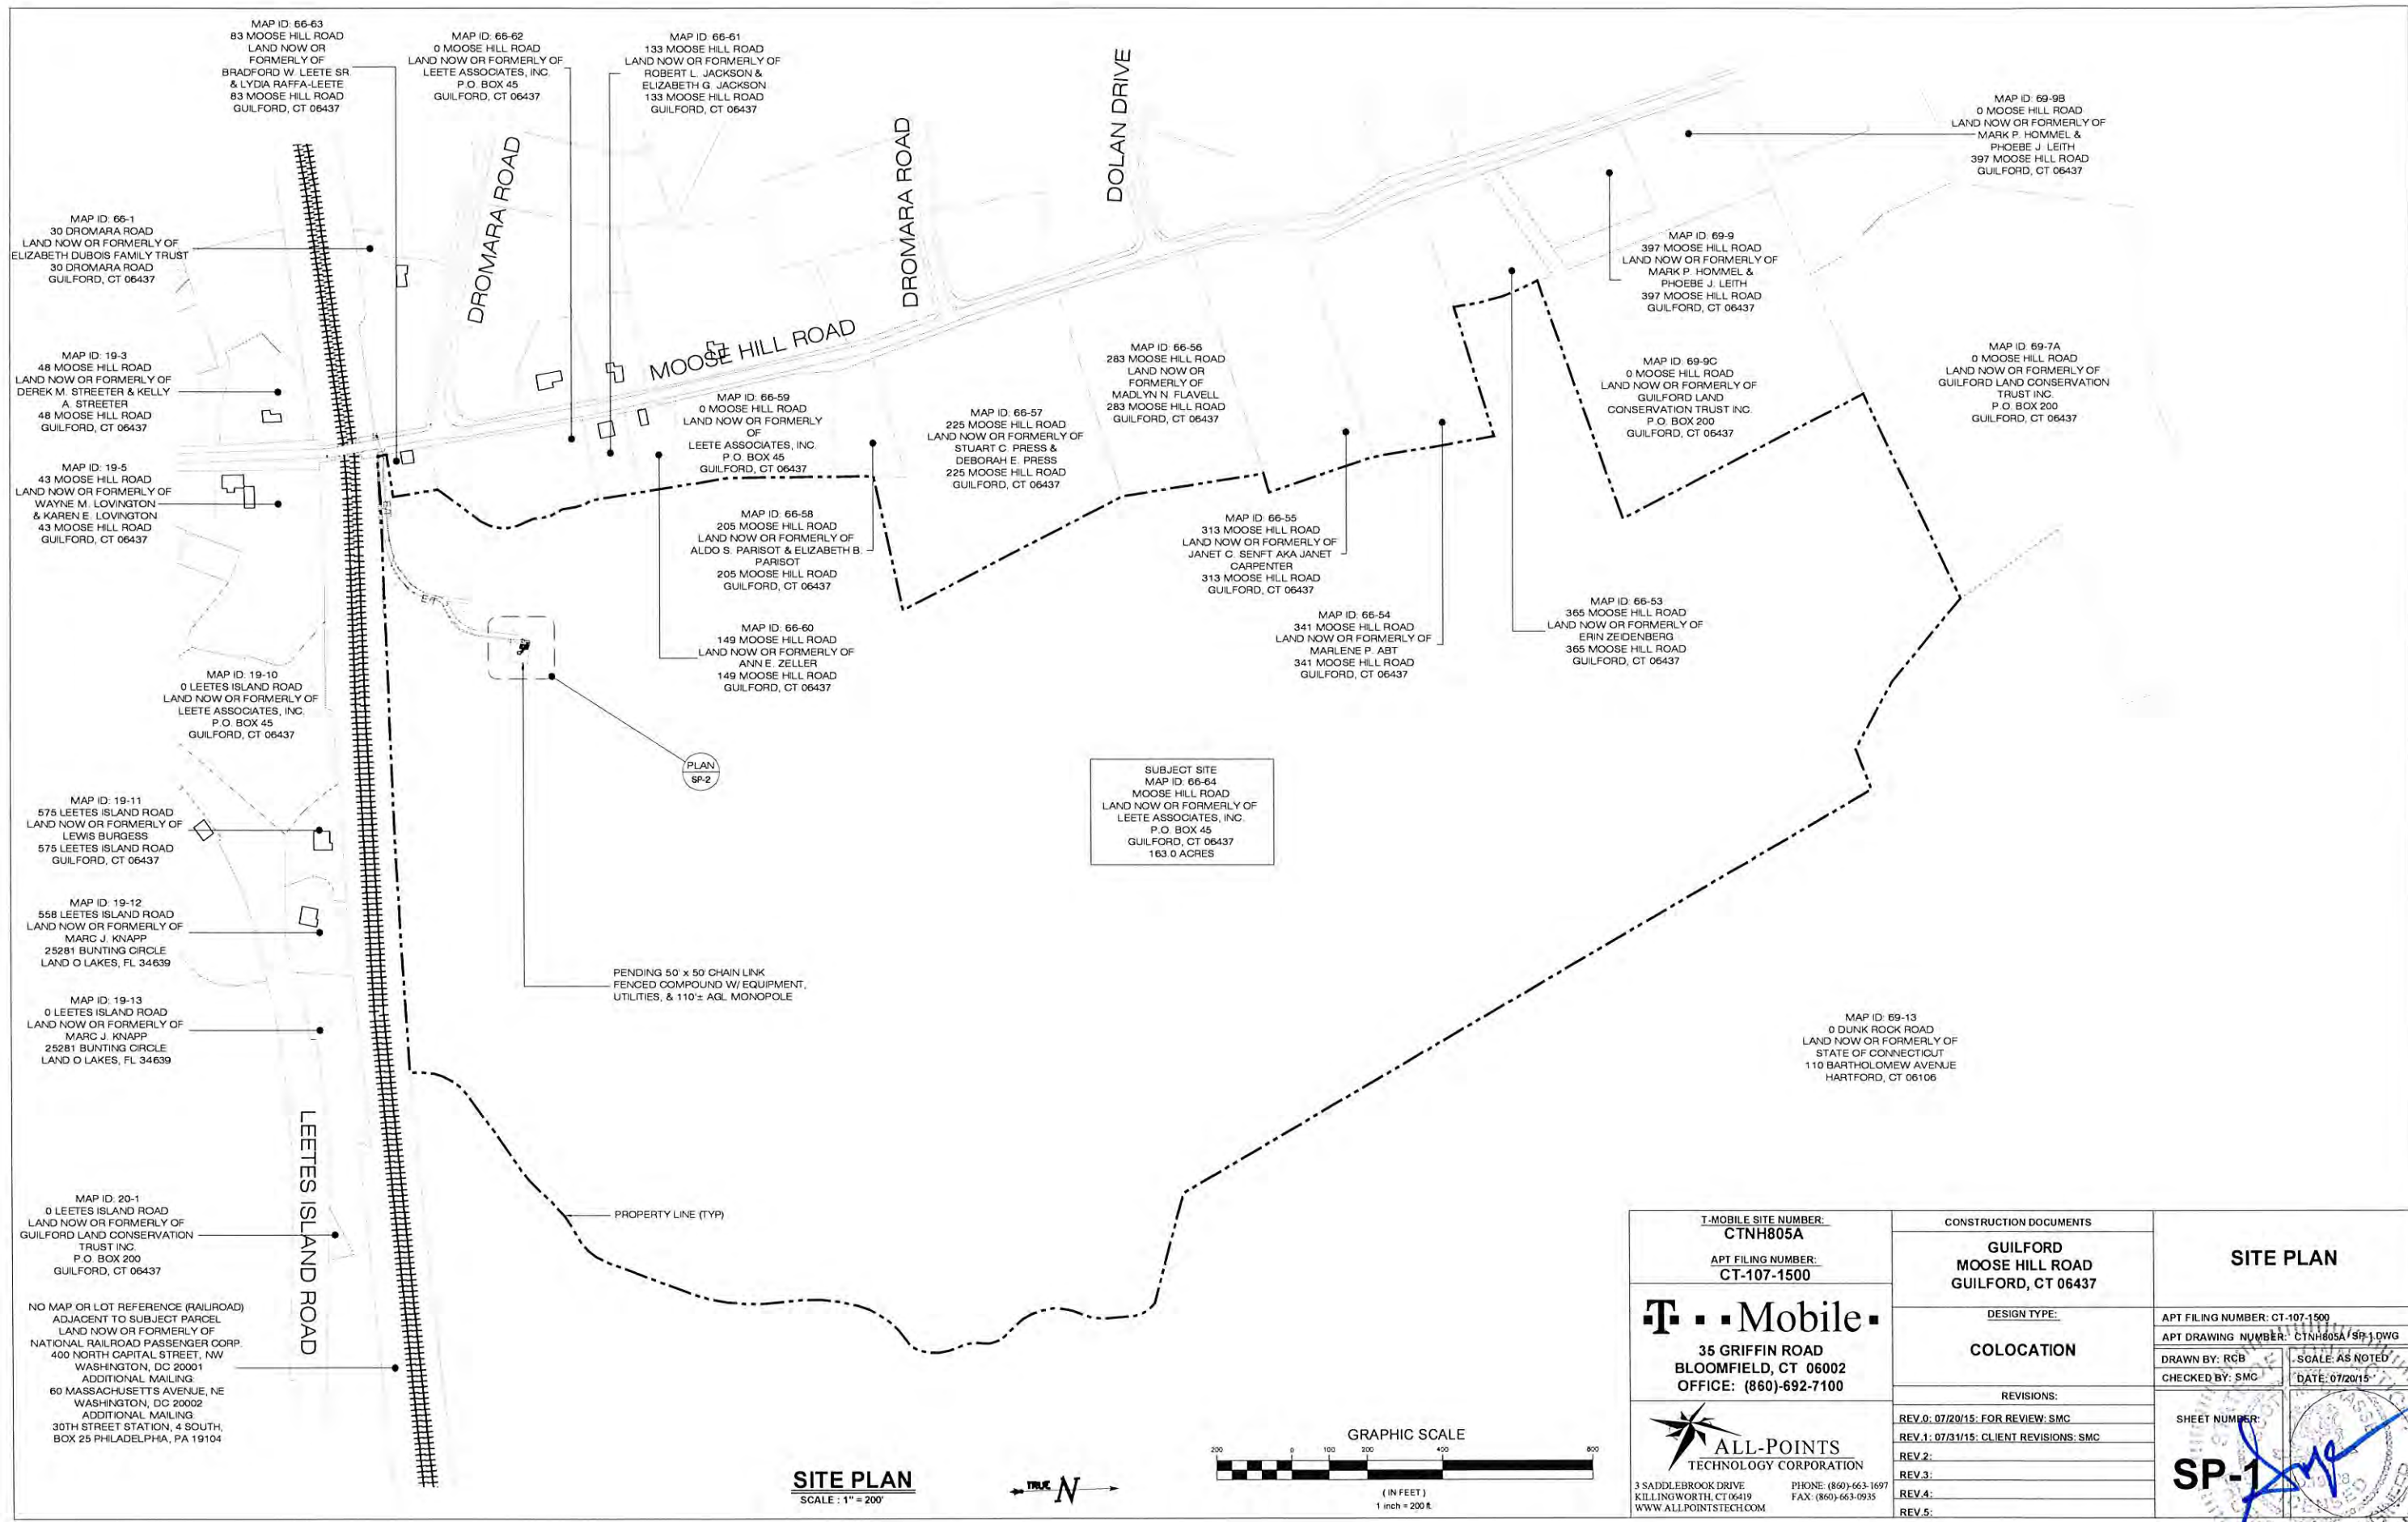 MAP ID: 66-63
83 MOOSE HILL ROAD
LAND NOW OR
FORMERLY OF
BRADFORD W. LEETE SR.
& LYDIA RAFFA-LEETE
83 MOOSE HILL ROAD
GUILFORD, CT 06437
MAP ID: 66-62
0 MOOSE HILL ROAD
LAND NOW OR FORMERLY OF
LEETE ASSOCIATES, INC.
P.O. BOX 45
GUILFORD, CT 06437
MAP ID: 66-61
133 MOOSE HILL ROAD
LAND NOW OR FORMERLY OF
ROBERT L. JACKSON &
ELIZABETH G. JACKSON
133 MOOSE HILL ROAD
GUILFORD, CT 06437
DROMARA ROAD
DROMARA ROAD
DOLAN DRIVE
MOOSE HILL ROAD
MAP ID: 69-9B
0 MOOSE HILL ROAD
LAND NOW OR FORMERLY OF
MARK P. HOMMEL &
PHOEBE J. LEITH
397 MOOSE HILL ROAD
GUILFORD, CT 06437
MAP ID: 66-1
30 DROMARA ROAD
LAND NOW OR FORMERLY OF
ELIZABETH DUBOIS FAMILY TRUST
30 DROMARA ROAD
GUILFORD, CT 06437
MAP ID: 69-9
397 MOOSE HILL ROAD
LAND NOW OR FORMERLY OF
MARK P. HOMMEL &
PHOEBE J. LEITH
397 MOOSE HILL ROAD
GUILFORD, CT 06437
MAP ID: 19-3
48 MOOSE HILL ROAD
LAND NOW OR FORMERLY OF
DEREK M. STREETER & KELLY
A. STREETER
48 MOOSE HILL ROAD
GUILFORD, CT 06437
MAP ID: 66-59
0 MOOSE HILL ROAD
LAND NOW OR FORMERLY
OF
LEETE ASSOCIATES, INC.
P.O. BOX 45
GUILFORD, CT 06437
MAP ID: 66-57
225 MOOSE HILL ROAD
LAND NOW OR FORMERLY OF
STUART C. PRESS &
DEBORAH E. PRESS
225 MOOSE HILL ROAD
GUILFORD, CT 06437
MAP ID: 66-56
283 MOOSE HILL ROAD
LAND NOW OR
FORMERLY OF
MADLYN N. FLAVELL
283 MOOSE HILL ROAD
GUILFORD, CT 06437
MAP ID: 69-9C
0 MOOSE HILL ROAD
LAND NOW OR FORMERLY OF
GUILFORD LAND
CONSERVATION TRUST INC.
P.O. BOX 200
GUILFORD, CT 06437
MAP ID: 69-7A
0 MOOSE HILL ROAD
LAND NOW OR FORMERLY OF
GUILFORD LAND CONSERVATION
TRUST INC.
P.O. BOX 200
GUILFORD, CT 06437
MAP ID: 19-5
43 MOOSE HILL ROAD
LAND NOW OR FORMERLY OF
WAYNE M. LOVINGTON
& KAREN E. LOVINGTON
43 MOOSE HILL ROAD
GUILFORD, CT 06437
MAP ID: 66-58
205 MOOSE HILL ROAD
LAND NOW OR FORMERLY OF
ALDO S. PARISOT & ELIZABETH B.
PARISOT
205 MOOSE HILL ROAD
GUILFORD, CT 06437
MAP ID: 66-55
313 MOOSE HILL ROAD
LAND NOW OR FORMERLY OF
JANET C. SENFT AKA JANET
CARPENTER
313 MOOSE HILL ROAD
GUILFORD, CT 06437
MAP ID: 66-60
149 MOOSE HILL ROAD
LAND NOW OR FORMERLY OF
ANN E. ZELLER
149 MOOSE HILL ROAD
GUILFORD, CT 06437
MAP ID: 66-54
341 MOOSE HILL ROAD
LAND NOW OR FORMERLY OF
MARLENE P. ABT
341 MOOSE HILL ROAD
GUILFORD, CT 06437
MAP ID: 66-53
365 MOOSE HILL ROAD
LAND NOW OR FORMERLY OF
ERIN ZEIDENBERG
365 MOOSE HILL ROAD
GUILFORD, CT 06437
MAP ID: 19-10
0 LEETES ISLAND ROAD
LAND NOW OR FORMERLY OF
LEETE ASSOCIATES, INC.
P.O. BOX 45
GUILFORD, CT 06437
PLAN
SP-2
SUBJECT SITE
MAP ID: 66-64
MOOSE HILL ROAD
LAND NOW OR FORMERLY OF
LEETE ASSOCIATES, INC.
P.O. BOX 45
GUILFORD, CT 06437
163.0 ACRES
MAP ID: 19-11
575 LEETES ISLAND ROAD
LAND NOW OR FORMERLY OF
LEWIS BURGESS
575 LEETES ISLAND ROAD
GUILFORD, CT 06437
MAP ID: 19-12
558 LEETES ISLAND ROAD
LAND NOW OR FORMERLY OF
MARC J. KNAPP
25281 BUNTING CIRCLE
LAND O LAKES, FL 34639
PENDING 50' x 50' CHAIN LINK
FENCED COMPOUND W/ EQUIPMENT,
UTILITIES, & 110'± AGL MONOPOLE
MAP ID: 19-13
0 LEETES ISLAND ROAD
LAND NOW OR FORMERLY OF
MARC J. KNAPP
25281 BUNTING CIRCLE
LAND O LAKES, FL 34639
MAP ID: 69-13
0 DUNK ROCK ROAD
LAND NOW OR FORMERLY OF
STATE OF CONNECTICUT
110 BARTHOLOMEW AVENUE
HARTFORD, CT 06106
LEETES ISLAND ROAD
PROPERTY LINE (TYP)
MAP ID: 20-1
0 LEETES ISLAND ROAD
LAND NOW OR FORMERLY OF
GUILFORD LAND CONSERVATION
TRUST INC.
P.O. BOX 200
GUILFORD, CT 06437
NO MAP OR LOT REFERENCE (RAILROAD)
ADJACENT TO SUBJECT PARCEL
LAND NOW OR FORMERLY OF
NATIONAL RAILROAD PASSENGER CORP.
400 NORTH CAPITAL STREET, NW
WASHINGTON, DC 20001
ADDITIONAL MAILING:
60 MASSACHUSETTS AVENUE, NE
WASHINGTON, DC 20002
ADDITIONAL MAILING:
30TH STREET STATION, 4 SOUTH,
BOX 25 PHILADELPHIA, PA 19104
SITE PLAN
SCALE : 1" = 200'
TRUE N
GRAPHIC SCALE
200 0 100 200 400 800
( IN FEET )
1 inch = 200 ft.
T-MOBILE SITE NUMBER:
CTNH805A
APT FILING NUMBER:
CT-107-1500
T Mobile
35 GRIFFIN ROAD
BLOOMFIELD, CT 06002
OFFICE: (860)-692-7100
ALL-POINTS
TECHNOLOGY CORPORATION
3 SADDLEBROOK DRIVE PHONE: (860)-663-1697
KILLINGWORTH, CT 06419 FAX: (860)-663-0935
WWW.ALLPOINTSTECH.COM
CONSTRUCTION DOCUMENTS
GUILFORD
MOOSE HILL ROAD
GUILFORD, CT 06437
DESIGN TYPE:
COLOCATION
REVISIONS:
REV.0: 07/20/15: FOR REVIEW: SMC
REV.1: 07/31/15: CLIENT REVISIONS: SMC
REV.2:
REV.3:
REV.4:
REV.5:
SITE PLAN
APT FILING NUMBER: CT-107-1500
APT DRAWING NUMBER: CTNH805A SP-1.DWG
DRAWN BY: RCB SCALE: AS NOTED
CHECKED BY: SMC DATE: 07/20/15
SHEET NUMBER:
SP-1